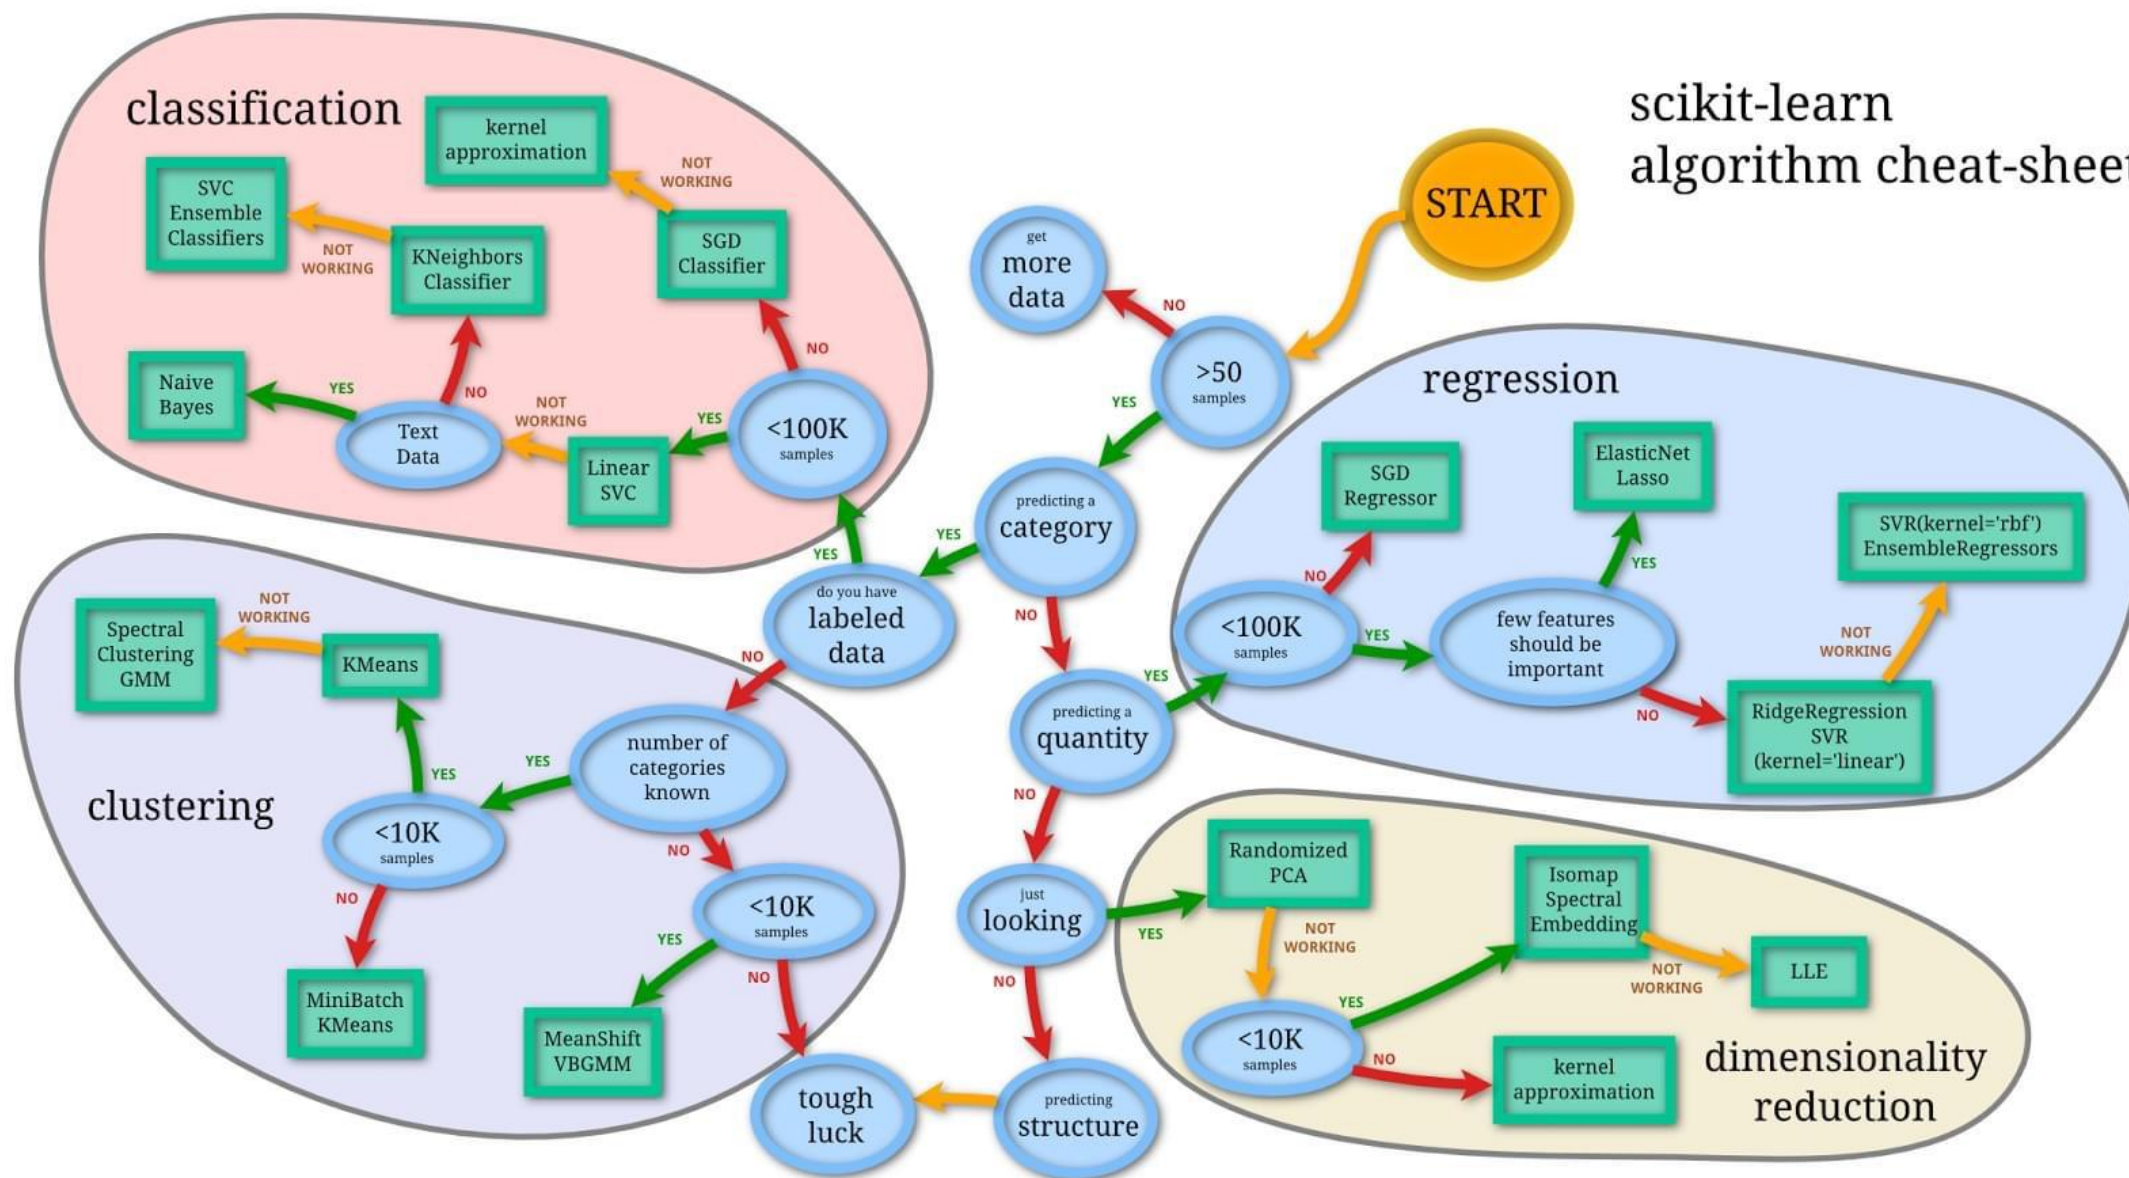 scikit-learn
algorithm cheat-sheet
START
get
more
data
NO
>50
samples
YES
predicting a
category
YES
NO
do you have
labeled
data
YES
NO
predicting a
quantity
YES
NO
just
looking
YES
NO
predicting
structure
tough
luck
classification
kernel
approximation
NOT
WORKING
SVC
Ensemble
Classifiers
NOT
WORKING
KNeighbors
Classifier
SGD
Classifier
NO
Naive
Bayes
YES
NO
Text
Data
NOT
WORKING
Linear
SVC
YES
<100K
samples
regression
SGD
Regressor
ElasticNet
Lasso
SVR(kernel='rbf')
EnsembleRegressors
NO
YES
<100K
samples
YES
few features
should be
important
NOT
WORKING
NO
RidgeRegression
SVR
(kernel='linear')
clustering
Spectral
Clustering
GMM
NOT
WORKING
KMeans
number of
categories
known
YES
YES
<10K
samples
NO
NO
<10K
samples
YES
NO
MiniBatch
KMeans
MeanShift
VBGMM
dimensionality
reduction
Randomized
PCA
NOT
WORKING
Isomap
Spectral
Embedding
NOT
WORKING
LLE
YES
<10K
samples
NO
kernel
approximation